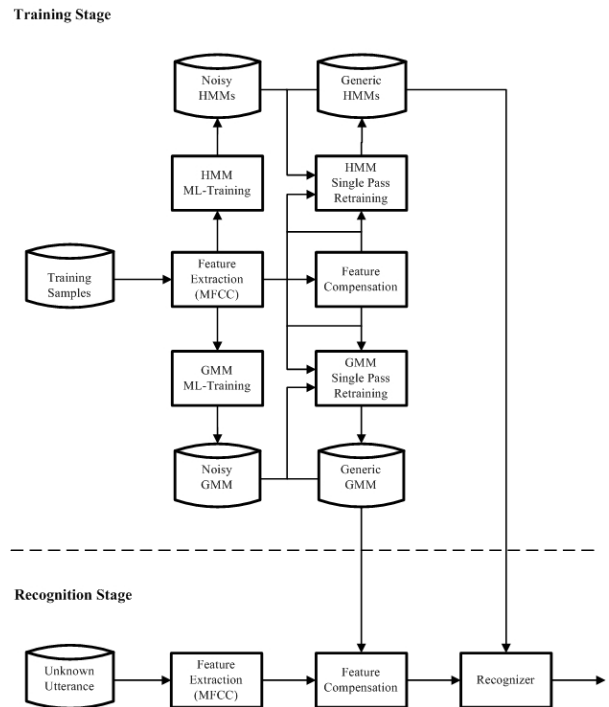 Training Stage
Noisy
HMMs
Generic
HMMs
HMM
ML-Training
HMM
Single Pass
Retraining
Training
Samples
Feature
Extraction
(MFCC)
Feature
Compensation
GMM
ML-Training
GMM
Single Pass
Retraining
Noisy
GMM
Generic
GMM
Recognition Stage
Unknown
Utterance
Feature
Extraction
(MFCC)
Feature
Compensation
Recognizer